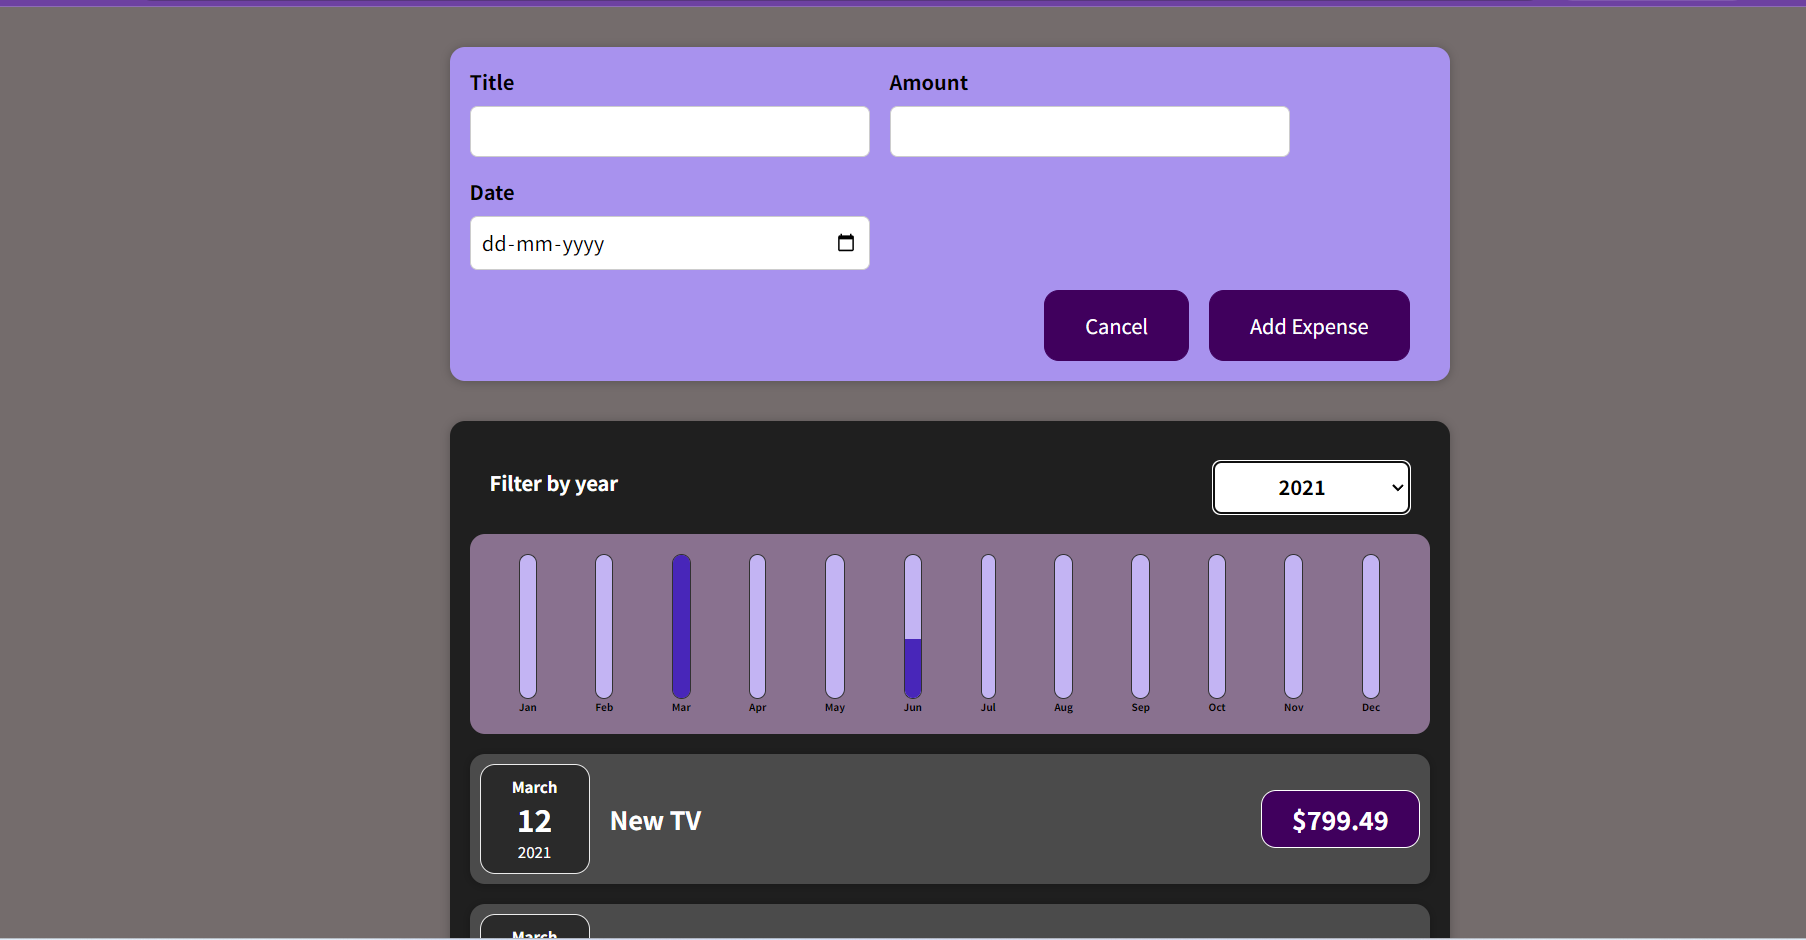 Title
Amount
Date
dd-mm-yyyy
Cancel
Add Expense
Filter by year
2021
Jan
Feb
Mar
Apr
May
Jun
Jul
Aug
Sep
Oct
Nov
Dec
March
12
2021
New TV
$799.49
March